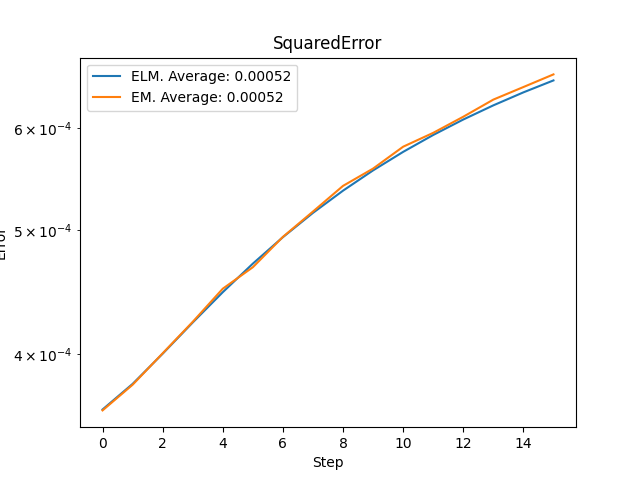 SquaredError
ELM. Average: 0.00052
EM. Average: 0.00052
6 × 10⁻⁴
5 × 10⁻⁴
4 × 10⁻⁴
Error
0 2 4 6 8 10 12 14
Step